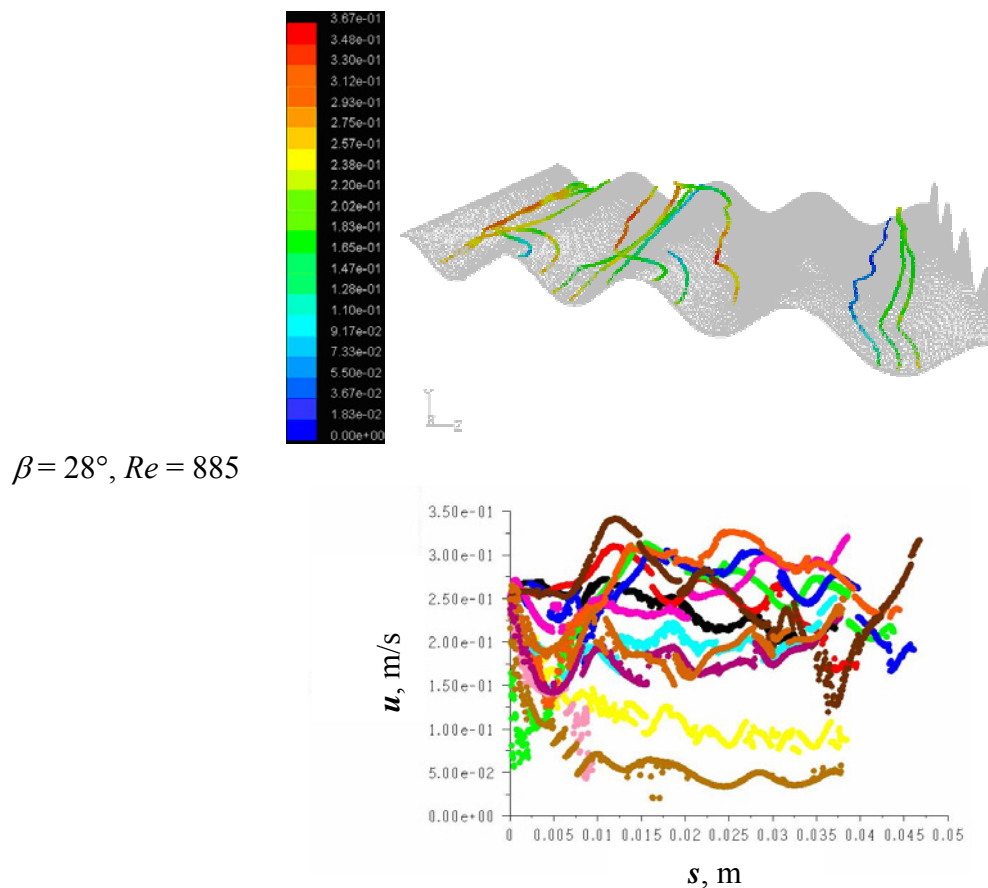 3.67e-01
3.48e-01
3.30e-01
3.12e-01
2.93e-01
2.75e-01
2.57e-01
2.38e-01
2.20e-01
2.02e-01
1.83e-01
1.65e-01
1.47e-01
1.28e-01
1.10e-01
9.17e-02
7.33e-02
5.50e-02
3.67e-02
1.83e-02
0.00e+00
Z
β = 28°, Re = 885
3.50e-01
3.00e-01
2.50e-01
2.00e-01
1.50e-01
1.00e-01
5.00e-02
0.00e+00
u, m/s
0 0.005 0.01 0.015 0.02 0.025 0.03 0.035 0.04 0.045 0.05
s, m